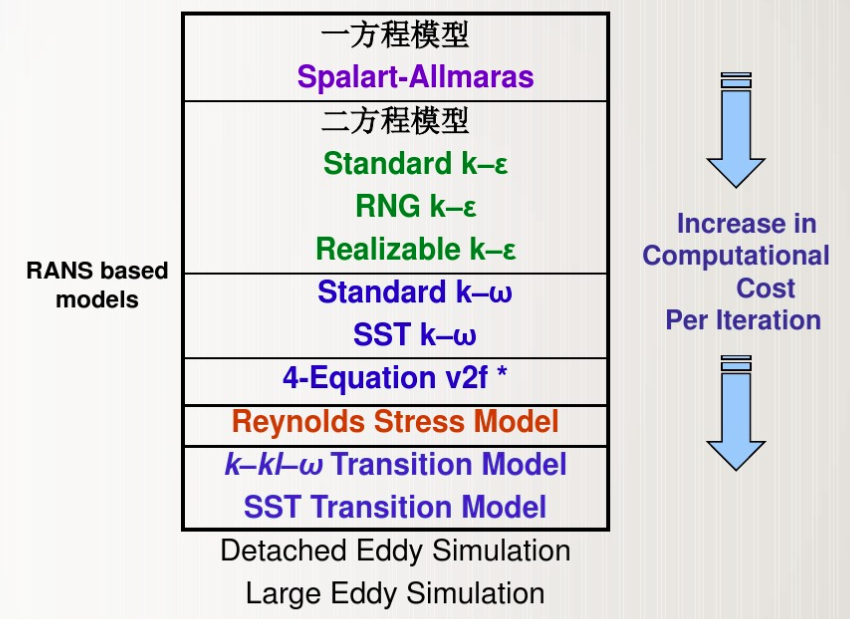 一方程模型
Spalart-Allmaras
二方程模型
Standard k–ε
RNG k–ε
Realizable k–ε
RANS based
models
Standard k–ω
SST k–ω
4-Equation v2f *
Reynolds Stress Model
k–kl–ω Transition Model
SST Transition Model
Detached Eddy Simulation
Large Eddy Simulation
Increase in
Computational
Cost
Per Iteration